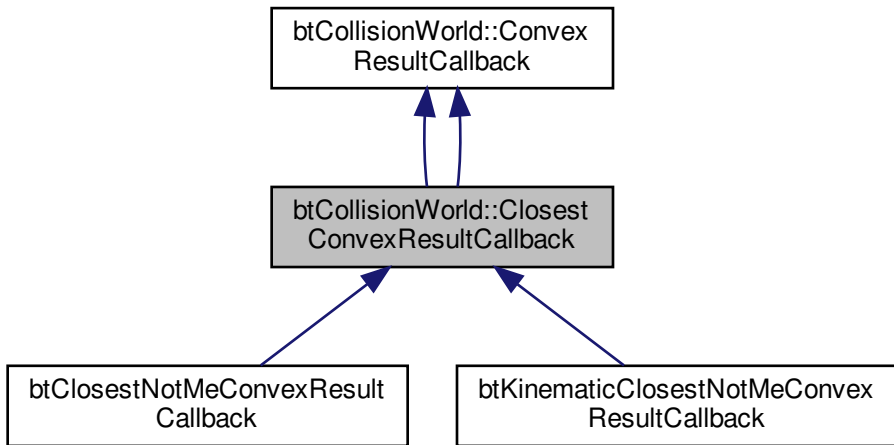 btCollisionWorld::Convex
ResultCallback
btCollisionWorld::Closest
ConvexResultCallback
btClosestNotMeConvexResult
Callback
btKinematicClosestNotMeConvex
ResultCallback